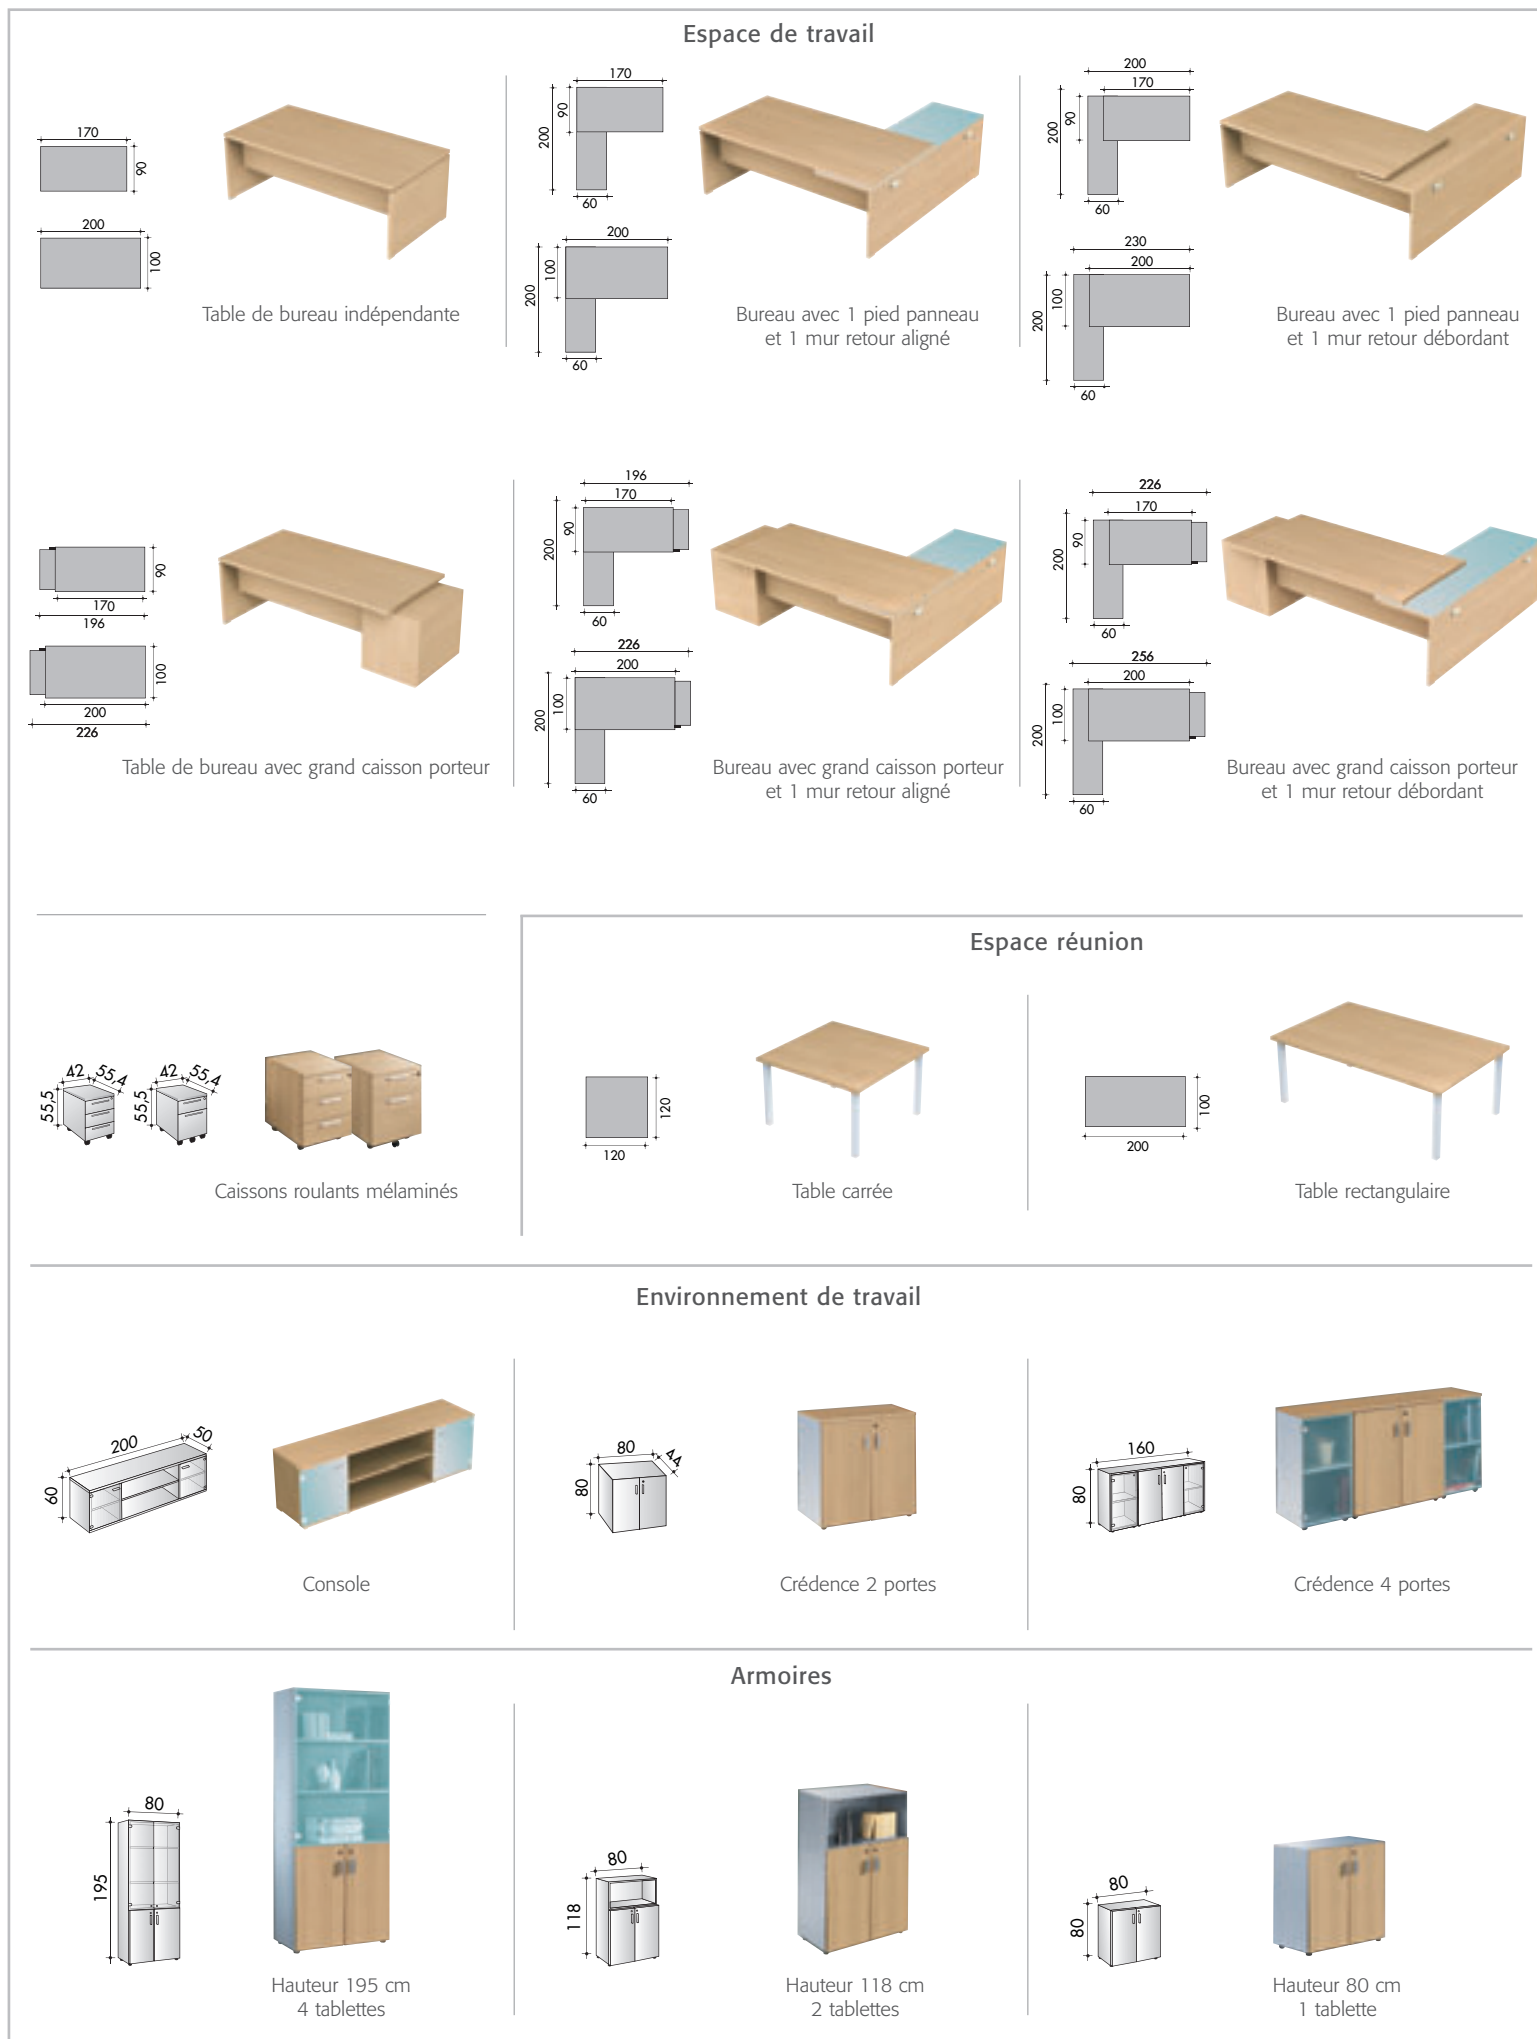 Espace de travail
170
90
200
100
Table de bureau indépendante
170
90
200
60
200
100
200
60
Bureau avec 1 pied panneau
et 1 mur retour aligné
200
170
90
200
60
230
200
100
200
60
Bureau avec 1 pied panneau
et 1 mur retour débordant
90
170
196
100
200
226
Table de bureau avec grand caisson porteur
196
170
90
200
60
226
200
100
200
60
Bureau avec grand caisson porteur
et 1 mur retour aligné
226
170
90
200
60
256
200
100
200
60
Bureau avec grand caisson porteur
et 1 mur retour débordant
42 55,4
55,5
42 55,4
55,5
Caissons roulants mélaminés
Espace réunion
120
120
Table carrée
100
200
Table rectangulaire
Environnement de travail
200
50
60
Console
80
44
80
Crédence 2 portes
160
80
Crédence 4 portes
Armoires
80
195
Hauteur 195 cm
4 tablettes
80
118
Hauteur 118 cm
2 tablettes
80
80
Hauteur 80 cm
1 tablette